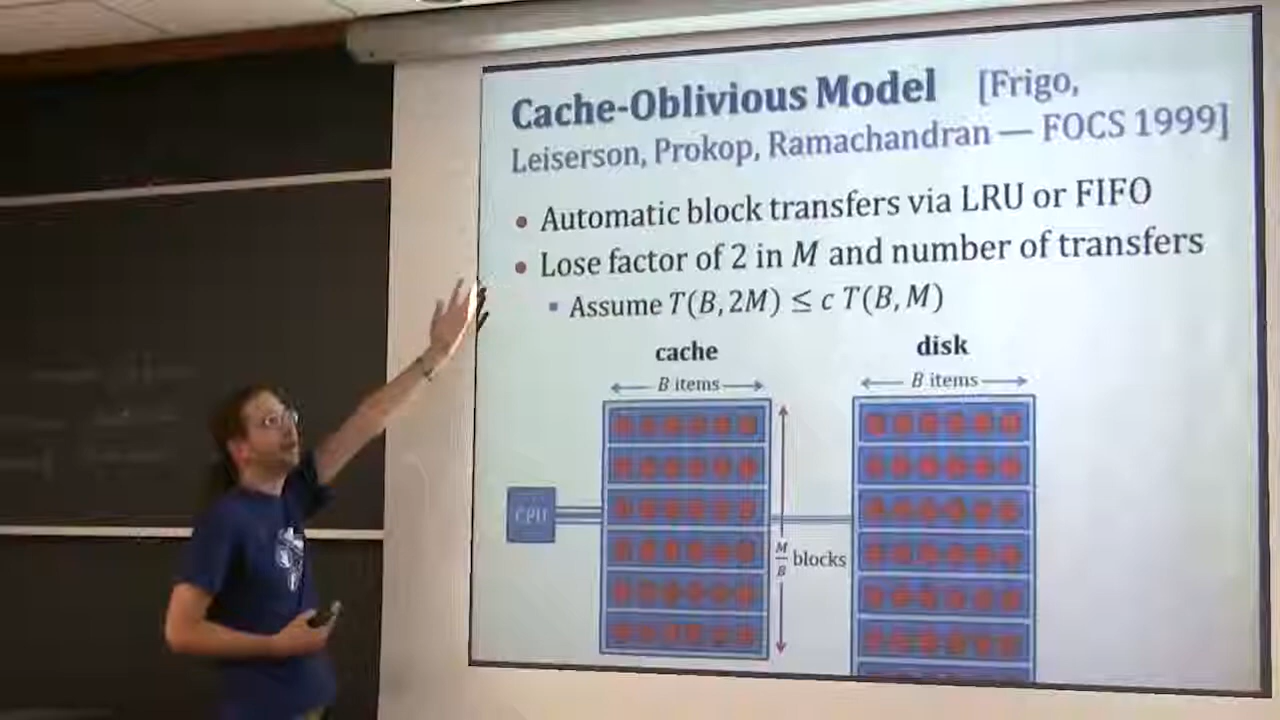 Cache-Oblivious Model [Frigo,
Leiserson, Prokop, Ramachandran — FOCS 1999]
• Automatic block transfers via LRU or FIFO
• Lose factor of 2 in M and number of transfers
▪ Assume T(B, 2M) ≤ c T(B, M)
cache
disk
B items
B items
CPU
M/B blocks